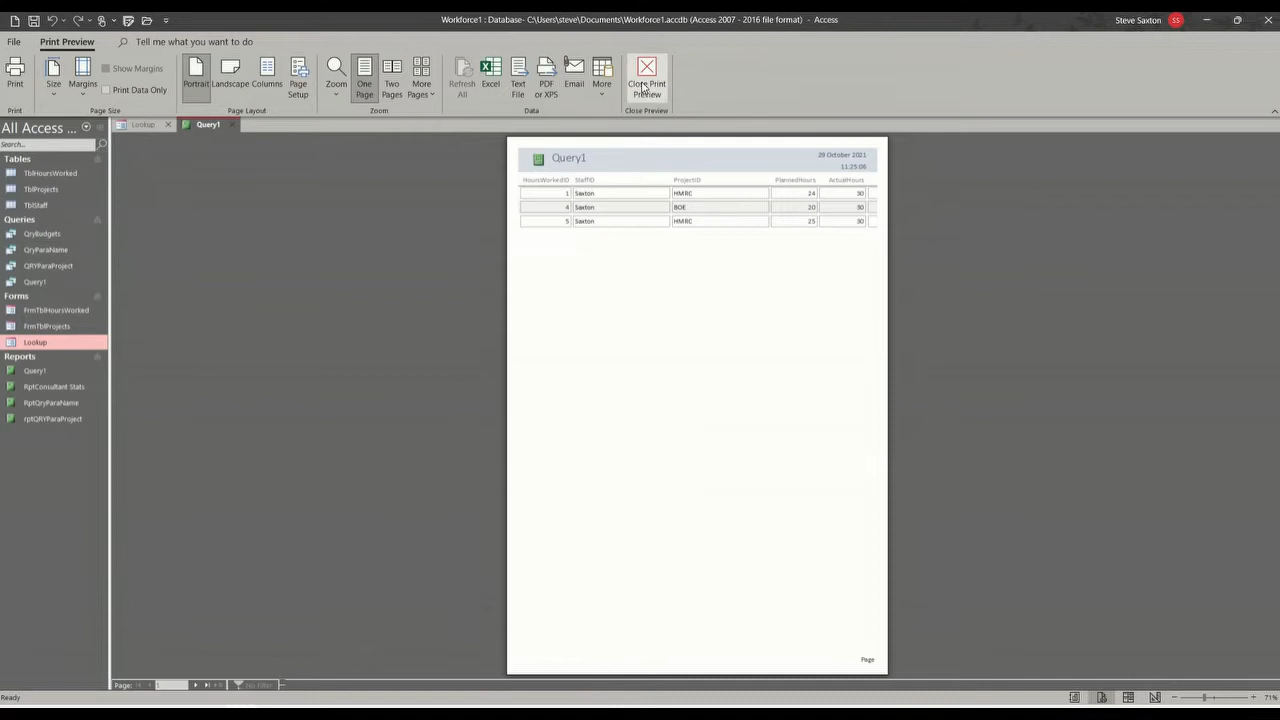 Workforce1 : Database- C:\Users\steve\Documents\Workforce1.accdb (Access 2007 - 2016 file format) - Access
Steve Saxton
SS
File
Print Preview
Tell me what you want to do
Print
Size
Margins
Show Margins
Print Data Only
Portrait
Landscape
Columns
Page Setup
Zoom
One Page
Two Pages
More Pages
Refresh All
Excel
Text File
PDF or XPS
Email
More
Close Print Preview
Print
Page Size
Page Layout
Zoom
Data
Close Preview
All Access ...
Search...
Tables
TblHoursWorked
TblProjects
TblStaff
Queries
QryBudgets
QryParaName
QRYParaProject
Query1
Forms
FrmTblHoursWorked
FrmTblProjects
Lookup
Reports
Query1
RptConsultant Stats
RptQryParaName
rptQRYParaProject
Lookup
Query1
Query1
29 October 2021
11:25:06
HoursWorkedID StaffID ProjectID PlannedHours ActualHours
1 Saxton HMRC 24 30
4 Saxton BOE 20 30
5 Saxton HMRC 25 30
Page
Page: 1
No Filter
Ready
71%